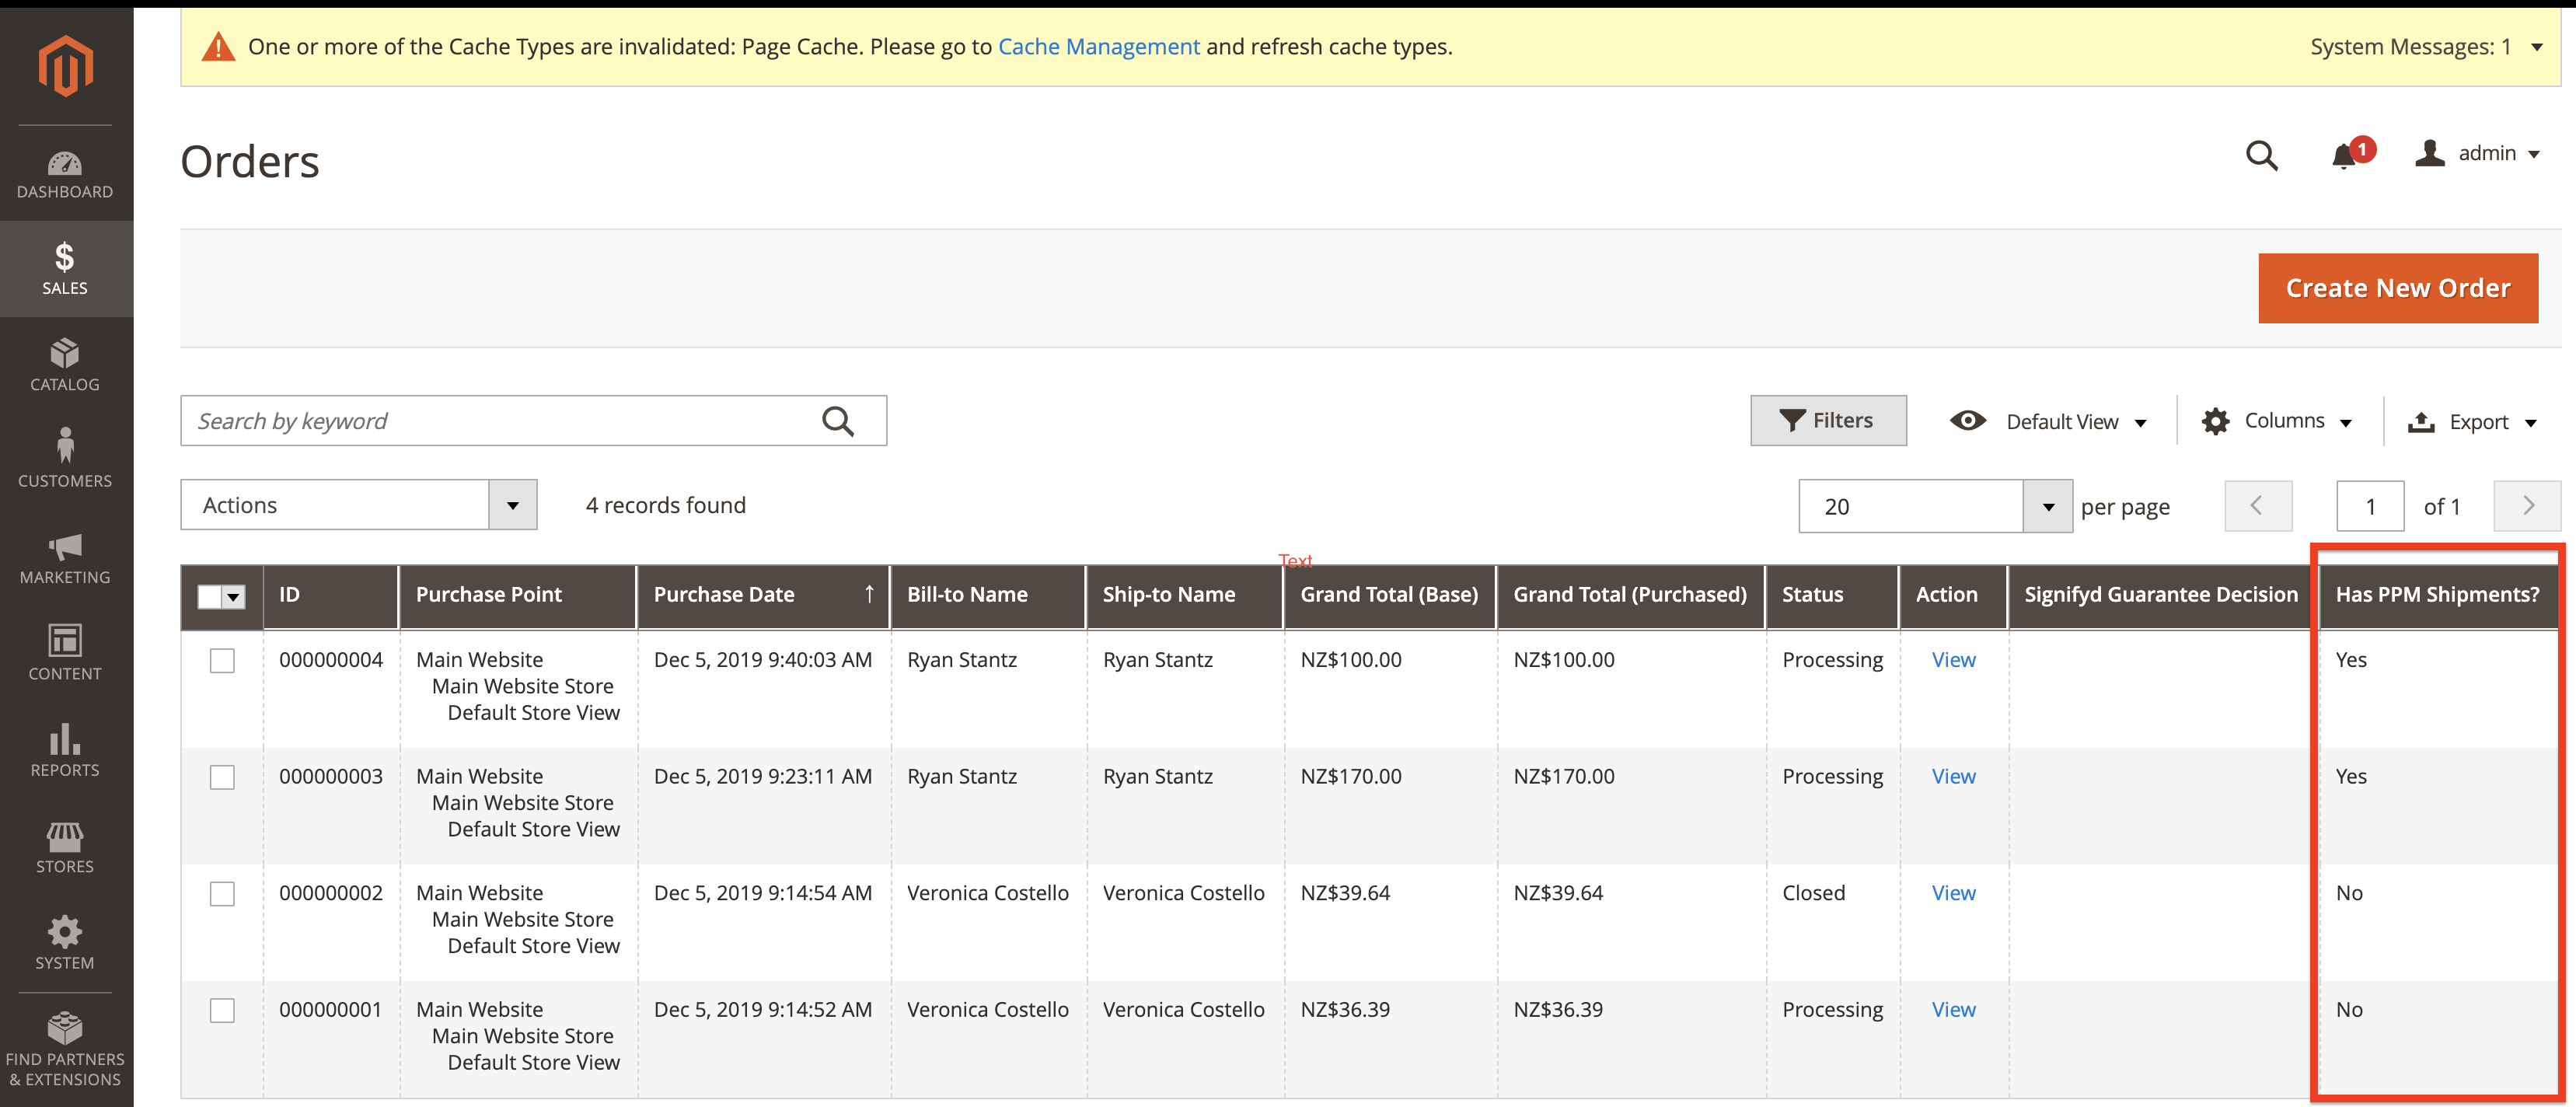 One or more of the Cache Types are invalidated: Page Cache. Please go to Cache Management and refresh cache types.
System Messages: 1
Orders
1
admin
DASHBOARD
SALES
CATALOG
CUSTOMERS
MARKETING
CONTENT
REPORTS
STORES
SYSTEM
FIND PARTNERS
& EXTENSIONS
Create New Order
Search by keyword
Filters
Default View
Columns
Export
Actions
4 records found
20
per page
1
of 1
Text
ID Purchase Point Purchase Date ↑ Bill-to Name Ship-to Name Grand Total (Base) Grand Total (Purchased) Status Action Signifyd Guarantee Decision Has PPM Shipments?
000000004 Main Website Dec 5, 2019 9:40:03 AM Ryan Stantz Ryan Stantz NZ$100.00 NZ$100.00 Processing View Yes
Main Website Store
Default Store View
000000003 Main Website Dec 5, 2019 9:23:11 AM Ryan Stantz Ryan Stantz NZ$170.00 NZ$170.00 Processing View Yes
Main Website Store
Default Store View
000000002 Main Website Dec 5, 2019 9:14:54 AM Veronica Costello Veronica Costello NZ$39.64 NZ$39.64 Closed View No
Main Website Store
Default Store View
000000001 Main Website Dec 5, 2019 9:14:52 AM Veronica Costello Veronica Costello NZ$36.39 NZ$36.39 Processing View No
Main Website Store
Default Store View